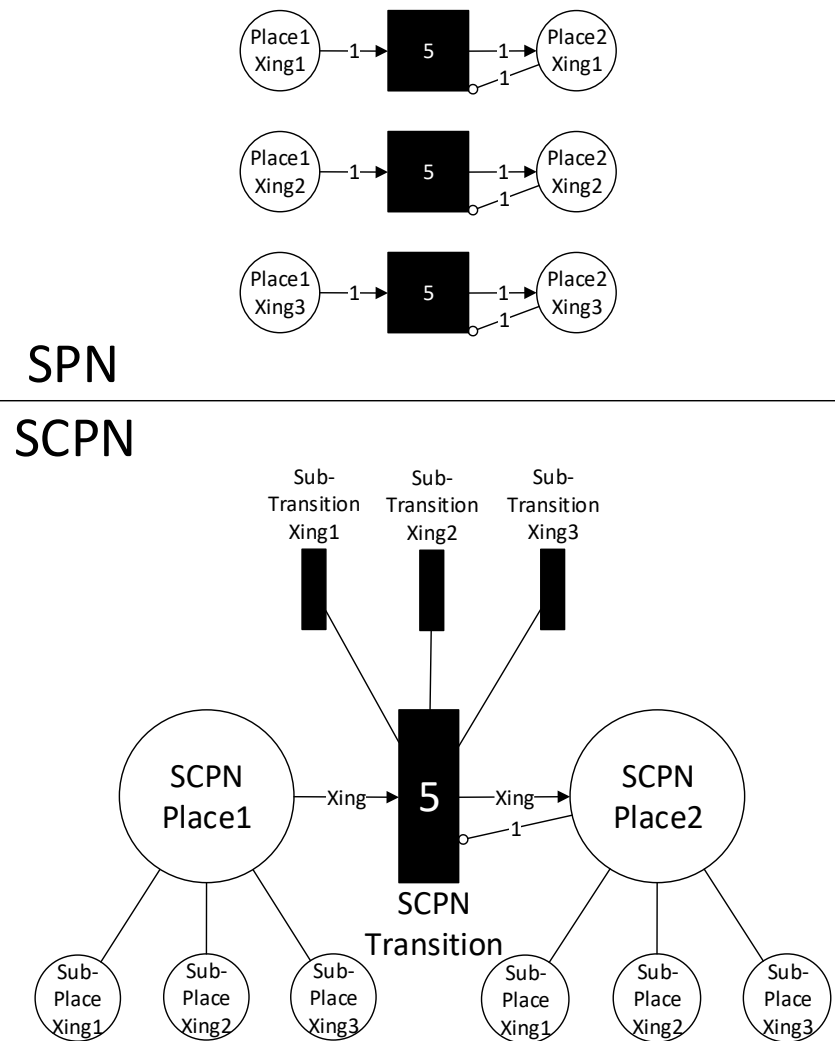 Place1 Xing1
1
5
1
1
Place2 Xing1
Place1 Xing2
1
5
1
1
Place2 Xing2
Place1 Xing3
1
5
1
1
Place2 Xing3
SPN
SCPN
Sub-
Transition
Xing1
Sub-
Transition
Xing2
Sub-
Transition
Xing3
SCPN
Place1
Xing
5
Xing
1
SCPN
Place2
SCPN
Transition
Sub-
Place
Xing1
Sub-
Place
Xing2
Sub-
Place
Xing3
Sub-
Place
Xing1
Sub-
Place
Xing2
Sub-
Place
Xing3